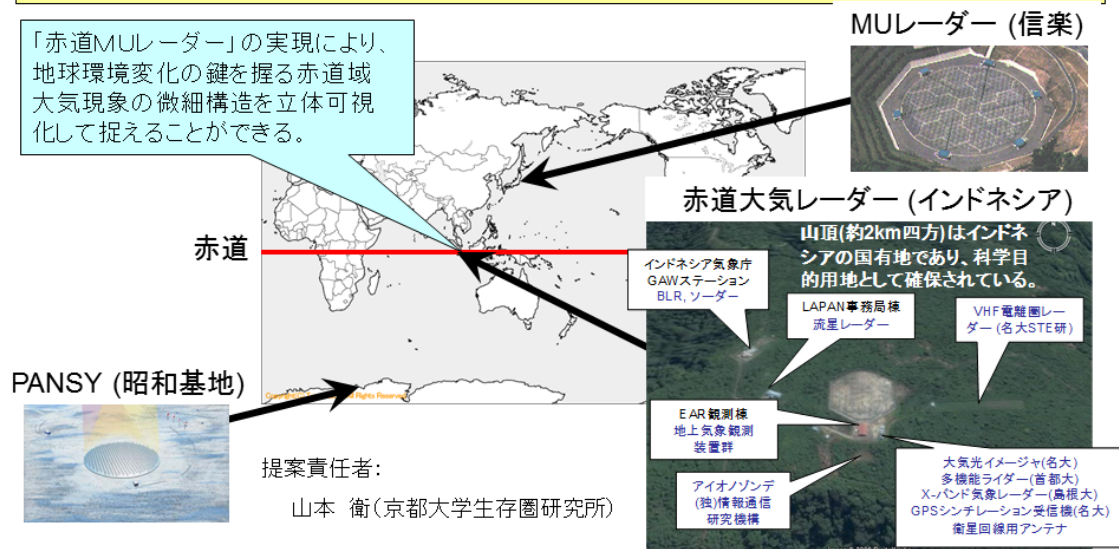 MUレーダー (信楽)
「赤道MUレーダー」の実現により、
地球環境変化の鍵を握る赤道域
大気現象の微細構造を立体可視
化して捉えることができる。
赤道大気レーダー (インドネシア)
山頂(約2km四方)はインドネ
シアの国有地であり、科学目
的用地として確保されている。
赤道
インドネシア気象庁
GAWステーション
BLR, ソーダー
LAPAN事務局棟
流星レーダー
VHF電離圏レー
ダー (名大STE研)
PANSY (昭和基地)
EAR観測棟
地上気象観測
装置群
提案責任者:
山本 衛(京都大学生存圏研究所)
アイオノゾンデ
(独)情報通信
研究機構
大気光イメージャ(名大)
多機能ライダー(首都大)
X-バンド気象レーダー(島根大)
GPSシンチレーション受信機(名大)
衛星回線用アンテナ